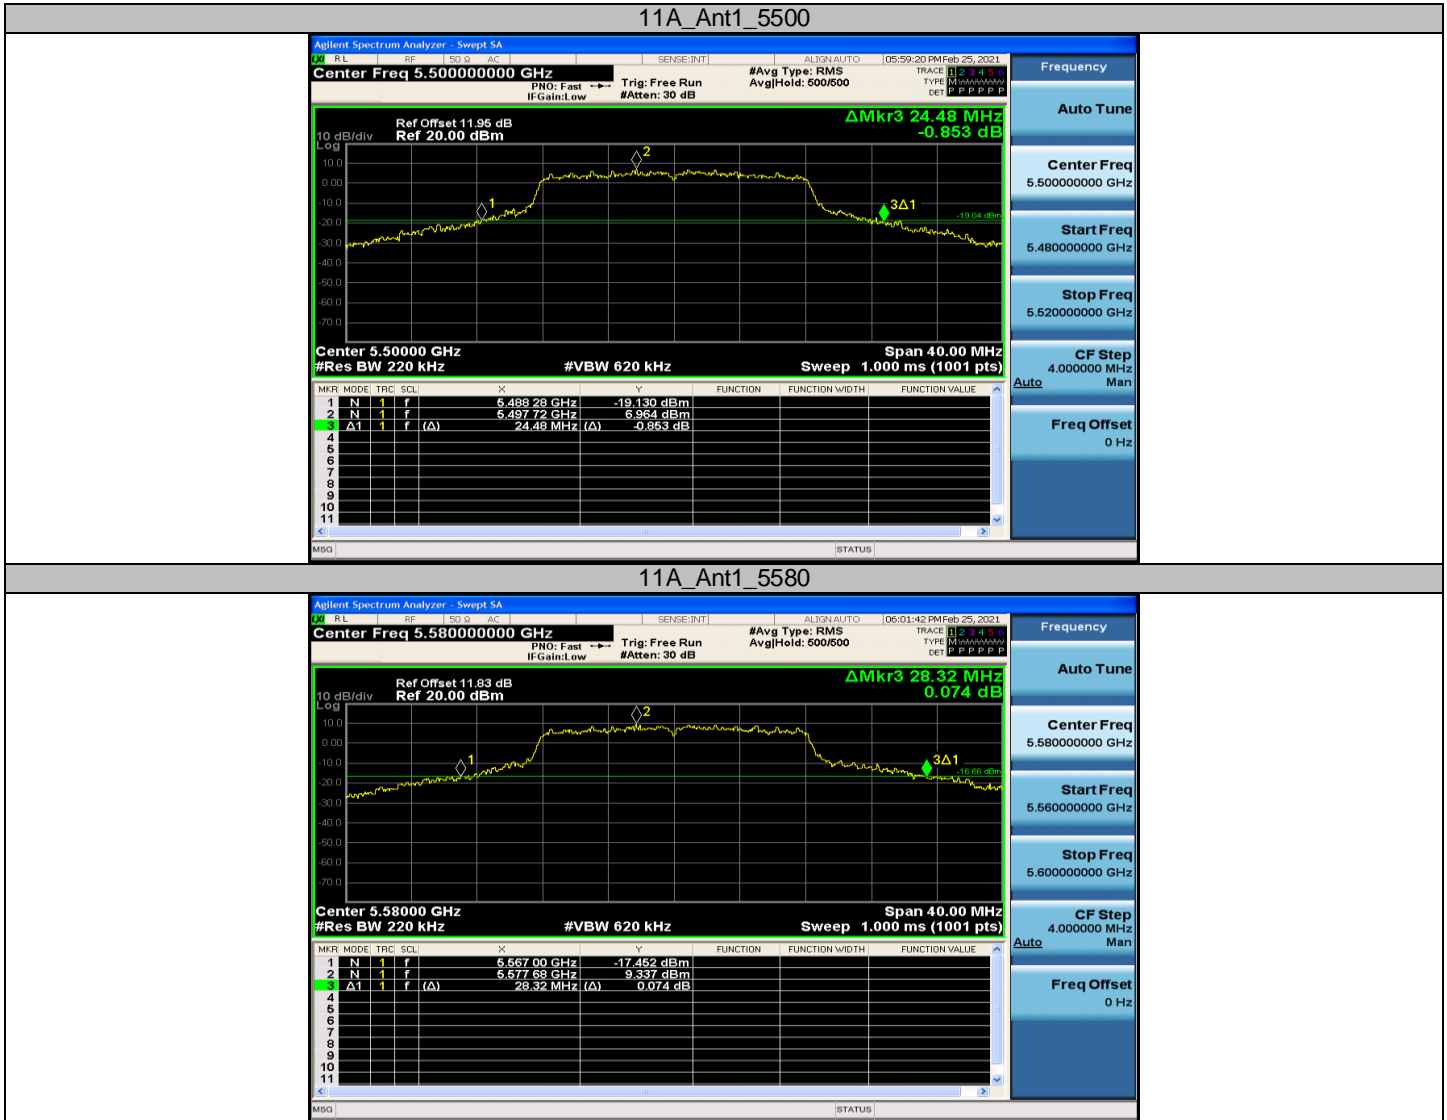 11A_Ant1_5500
Agilent Spectrum Analyzer - Swept SA
RL RF 50 Ω AC SENSE:INT ALIGNAUTO 05:59:20 PM Feb 25, 2021
Center Freq 5.500000000 GHz #Avg Type: RMS TRACE 1 2 3 4 5 6
PNO: Fast Trig: Free Run Avg|Hold: 500/500 TYPE M
IFGain:Low #Atten: 30 dB DET P P P P P P
Frequency
Auto Tune
Center Freq
5.500000000 GHz
Start Freq
5.480000000 GHz
Stop Freq
5.520000000 GHz
CF Step
4.000000 MHz
Auto Man
Freq Offset
0 Hz
ΔMkr3 24.48 MHz
-0.853 dB
Ref Offset 11.95 dB
10 dB/div Ref 20.00 dBm
Log
10.0
0.00
-10.0
-20.0
-30.0
-40.0
-50.0
-60.0
-70.0
1
2
3Δ1
-19.04 dBm
Center 5.50000 GHz Span 40.00 MHz
#Res BW 220 kHz #VBW 620 kHz Sweep 1.000 ms (1001 pts)
MKR MODE TRC SCL X Y FUNCTION FUNCTION WIDTH FUNCTION VALUE
1 N 1 f 5.488 28 GHz -19.130 dBm
2 N 1 f 5.497 72 GHz 6.964 dBm
3 Δ1 1 f (Δ) 24.48 MHz (Δ) -0.853 dB
4
5
6
7
8
9
10
11
MSG STATUS
11A_Ant1_5580
Agilent Spectrum Analyzer - Swept SA
RL RF 50 Ω AC SENSE:INT ALIGNAUTO 06:01:42 PM Feb 25, 2021
Center Freq 5.580000000 GHz #Avg Type: RMS TRACE 1 2 3 4 5 6
PNO: Fast Trig: Free Run Avg|Hold: 500/500 TYPE M
IFGain:Low #Atten: 30 dB DET P P P P P P
Frequency
Auto Tune
Center Freq
5.580000000 GHz
Start Freq
5.560000000 GHz
Stop Freq
5.600000000 GHz
CF Step
4.000000 MHz
Auto Man
Freq Offset
0 Hz
ΔMkr3 28.32 MHz
0.074 dB
Ref Offset 11.83 dB
10 dB/div Ref 20.00 dBm
Log
10.0
0.00
-10.0
-20.0
-30.0
-40.0
-50.0
-60.0
-70.0
1
2
3Δ1
-16.66 dBm
Center 5.58000 GHz Span 40.00 MHz
#Res BW 220 kHz #VBW 620 kHz Sweep 1.000 ms (1001 pts)
MKR MODE TRC SCL X Y FUNCTION FUNCTION WIDTH FUNCTION VALUE
1 N 1 f 5.567 00 GHz -17.452 dBm
2 N 1 f 5.577 68 GHz 9.337 dBm
3 Δ1 1 f (Δ) 28.32 MHz (Δ) 0.074 dB
4
5
6
7
8
9
10
11
MSG STATUS